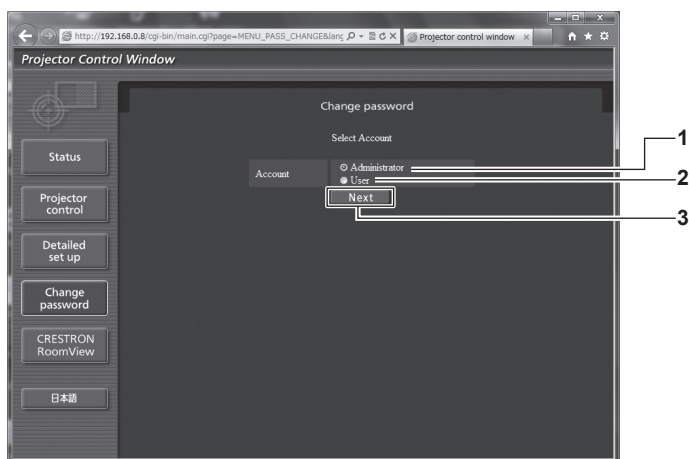 http://192.168.0.8/cgi-bin/main.cgi?page=MENU_PASS_CHANGE&lang
Projector control window
Projector Control Window
Change password
Select Account
Account
Administrator
User
Next
Status
Projector
control
Detailed
set up
Change
password
CRESTRON
RoomView
日本語
1
2
3